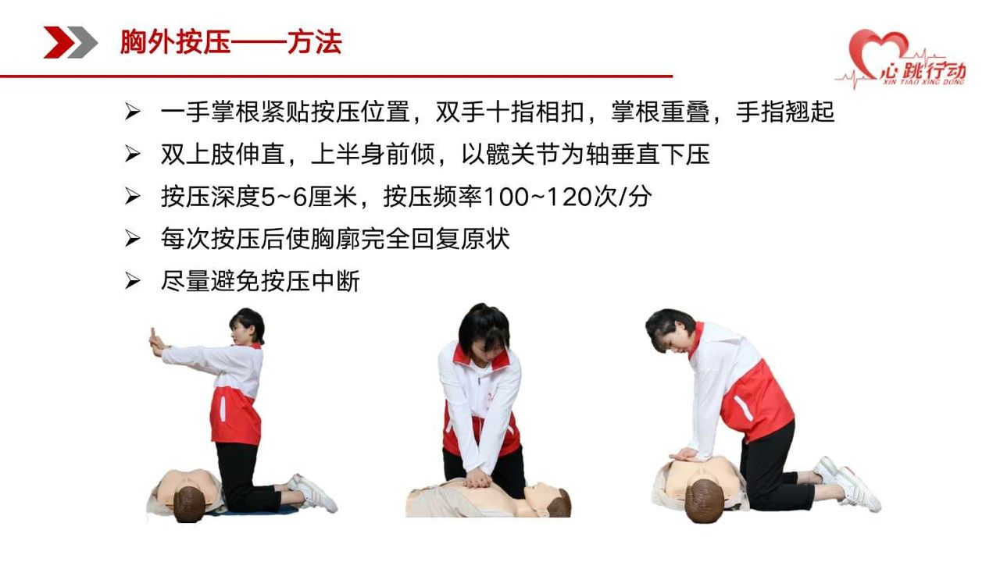 胸外按压——方法
心跳行动
XIN TIAO XING DONG
一手掌根紧贴按压位置，双手十指相扣，掌根重叠，手指翘起
双上肢伸直，上半身前倾，以髋关节为轴垂直下压
按压深度5~6厘米，按压频率100~120次/分
每次按压后使胸廓完全回复原状
尽量避免按压中断